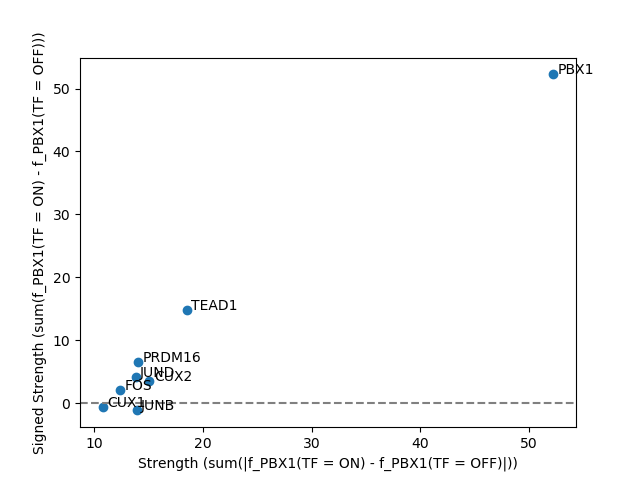 Signed Strength (sum(f_PBX1(TF = ON) - f_PBX1(TF = OFF)))
50
40
30
20
10
0
PBX1
TEAD1
PRDM16
JUND
CUX2
FOS
CUX1
JUNB
10
20
30
40
50
Strength (sum(|f_PBX1(TF = ON) - f_PBX1(TF = OFF)|))